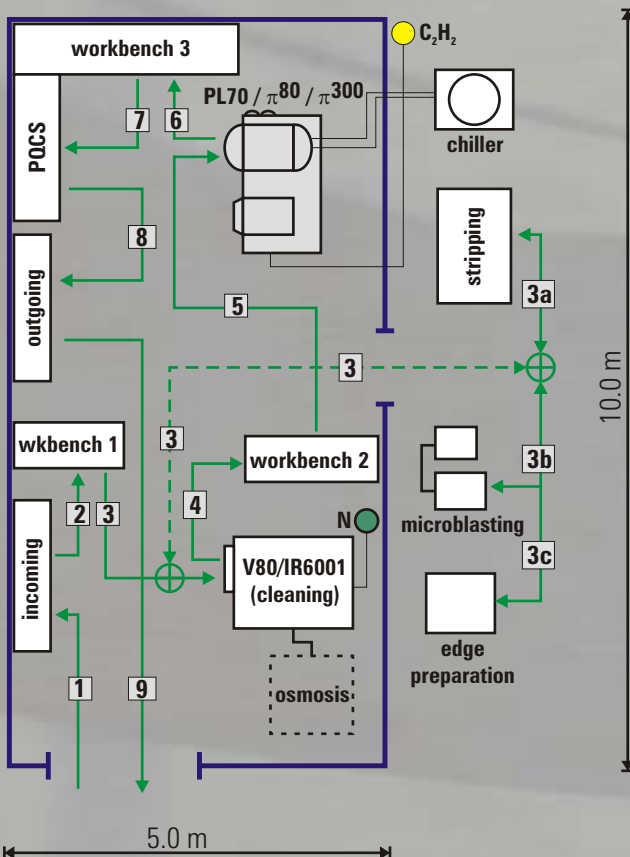 workbench 3
C₂H₂
PL70 / π⁸⁰ / π³⁰⁰
chiller
PQCS
7
6
8
stripping
3a
outgoing
5
3
10.0 m
wkbench 1
3
workbench 2
3b
2
3
4
N
microblasting
incoming
V80/IR6001
(cleaning)
3c
edge
preparation
1
9
osmosis
5.0 m